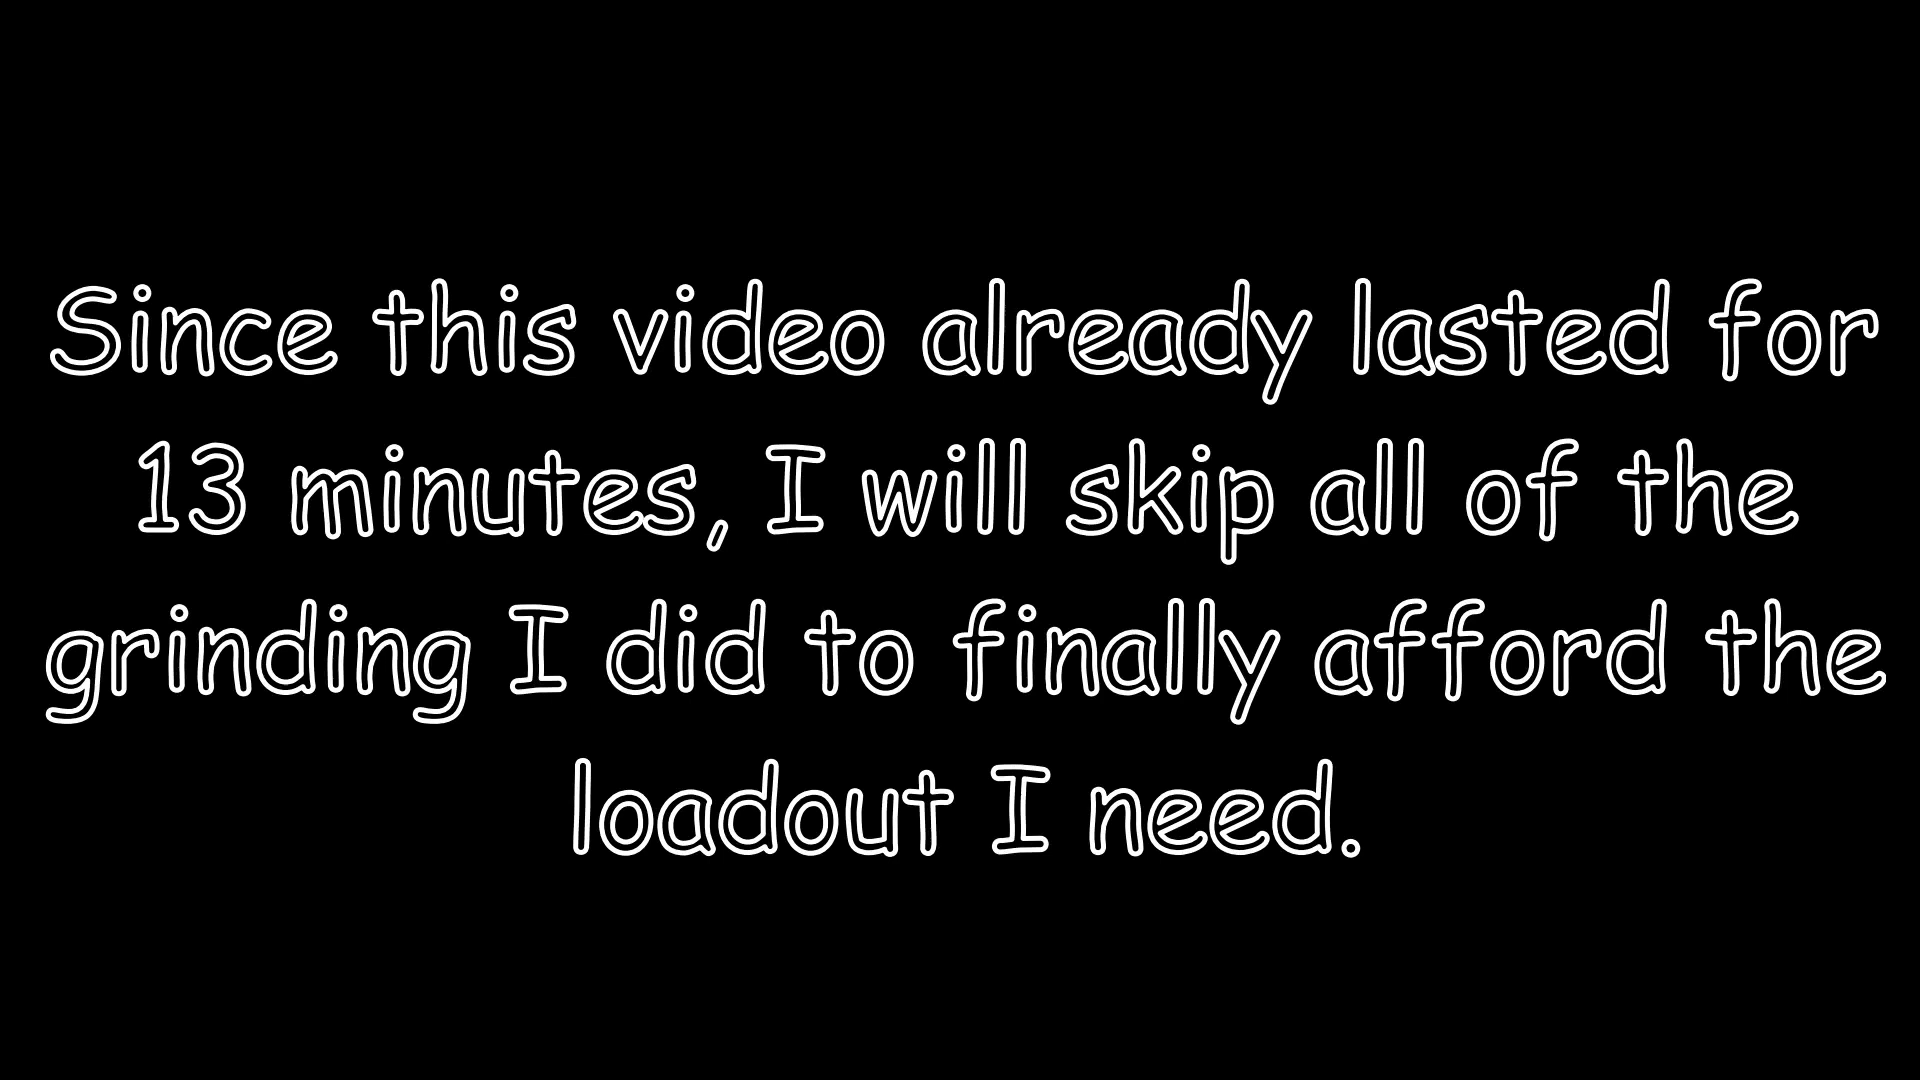 Since this video already lasted for
13 minutes, I will skip all of the
grinding I did to finally afford the
loadout I need.